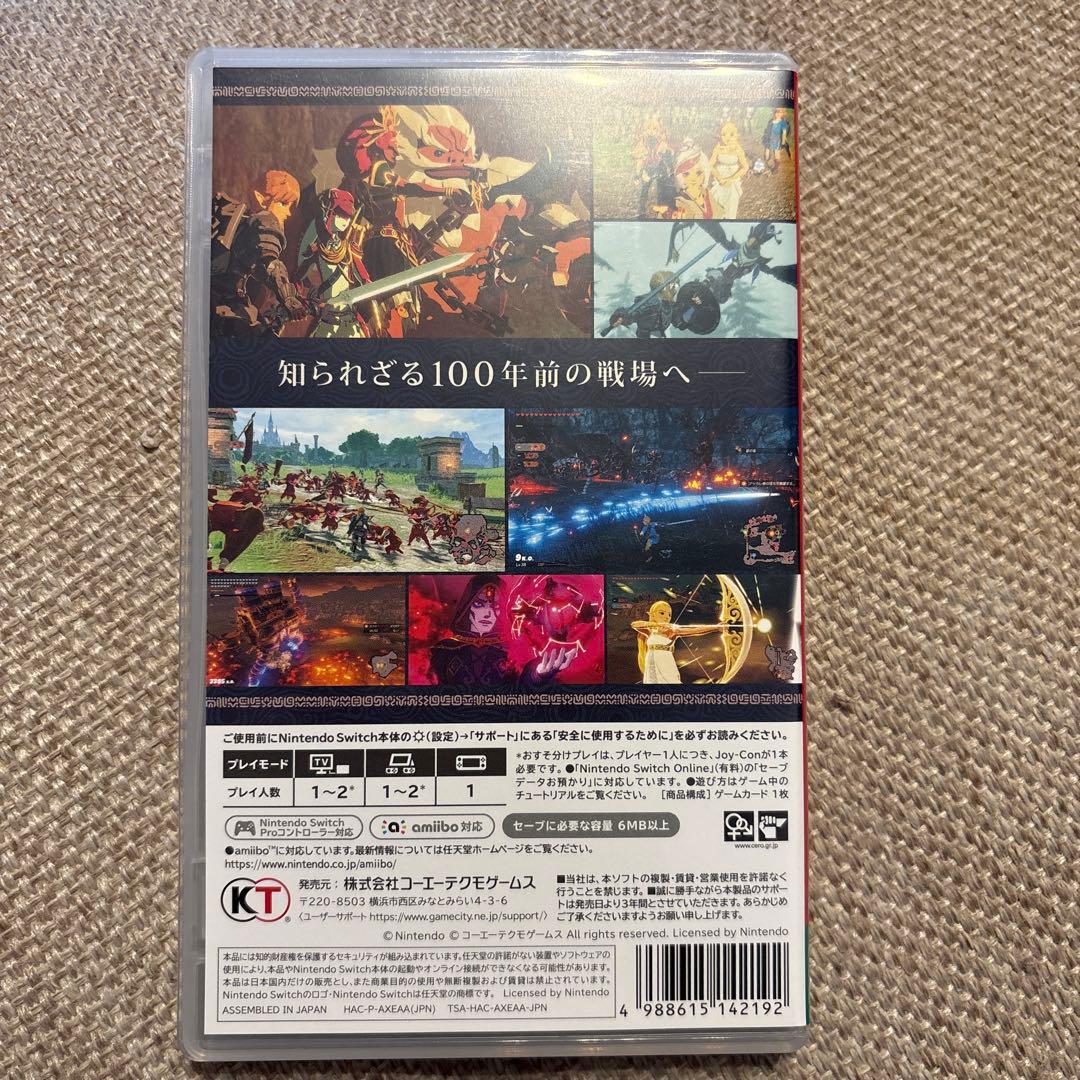 知られざる100年前の戦場へ──
9 K.O.
Lv 38
3385 K.O.
ご使用前にNintendo Switch本体の(設定)→「サポート」にある「安全に使用するために」を必ずお読みください。
プレイモード
TV
プレイ人数
1〜2*
1〜2*
1
*おすそ分けプレイは、プレイヤー1人につき、Joy-Conが1本
必要です。●「Nintendo Switch Online」(有料)の「セーブ
データお預かり」に対応しています。●遊び方はゲーム中の
チュートリアルをご覧ください。 [商品構成] ゲームカード 1枚
Nintendo Switch
Proコントローラー対応
amiibo 対応
セーブに必要な容量 6MB以上
www.cero.gr.jp
●amiibo™に対応しています。最新情報については任天堂ホームページをご覧ください。
https://www.nintendo.co.jp/amiibo/
KT
発売元: 株式会社コーエーテクモゲームス
〒220-8503 横浜市西区みなとみらい4-3-6
〈ユーザーサポート https://www.gamecity.ne.jp/support/〉
■当社は、本ソフトの複製・賃貸・営業使用を許諾なく
行うことを禁じます。■誠に勝手ながら本製品のサポー
トは発売日より3年間とさせていただきます。あらかじめ
ご了承くださいますようお願い申し上げます。
© Nintendo © コーエーテクモゲームス All rights reserved. Licensed by Nintendo
本品には知的財産権を保護するセキュリティが組み込まれています。任天堂の許諾がない装置やソフトウェアの
使用により、本品やNintendo Switch本体の起動やオンライン接続ができなくなる可能性があります。
本品は日本国内だけの販売とし、また商業目的の使用や無断複製および賃貸は禁止されています。
Nintendo Switchのロゴ・Nintendo Switchは任天堂の商標です。 Licensed by Nintendo
ASSEMBLED IN JAPAN HAC-P-AXEAA(JPN) TSA-HAC-AXEAA-JPN
4 988615 142192